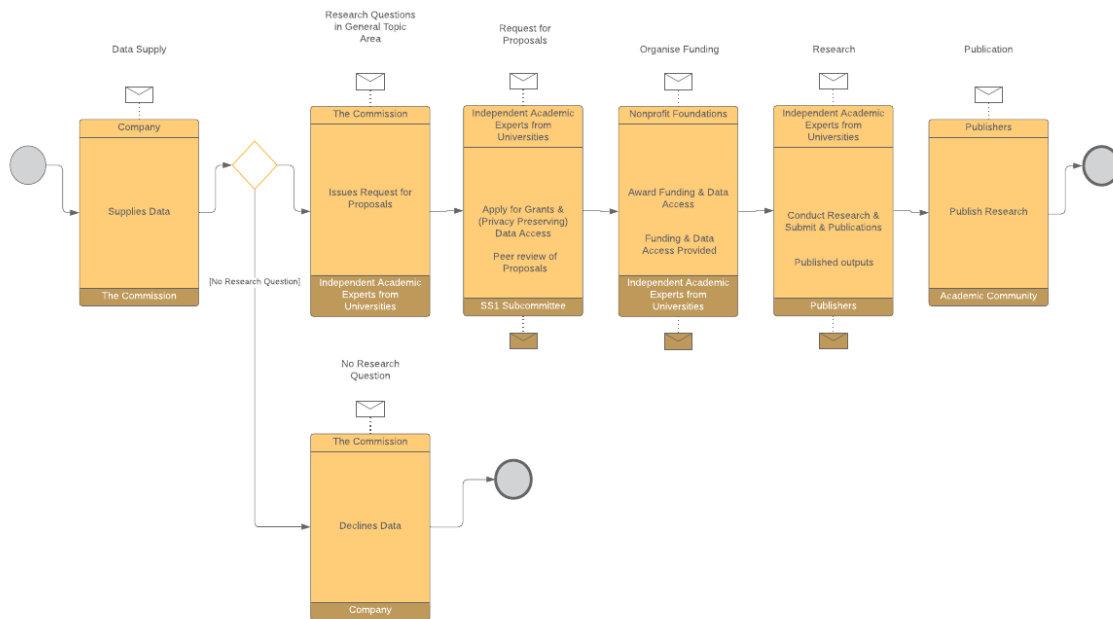 Data Supply
Company
Supplies Data
The Commission
[No Research Question]
Research Questions
in General Topic
Area
The Commission
Issues Request for
Proposals
Independent Academic
Experts from
Universities
Request for
Proposals
Independent Academic
Experts from
Universities
Apply for Grants &
(Privacy Preserving)
Data Access
Peer review of
Proposals
SS1 Subcommittee
Organise Funding
Nonprofit Foundations
Award Funding & Data
Access
Funding & Data
Access Provided
Independent Academic
Experts from
Universities
Research
Independent Academic
Experts from
Universities
Conduct Research &
Submit & Publications
Published outputs
Publishers
Publication
Publishers
Publish Research
Academic Community
No Research
Question
The Commission
Declines Data
Company